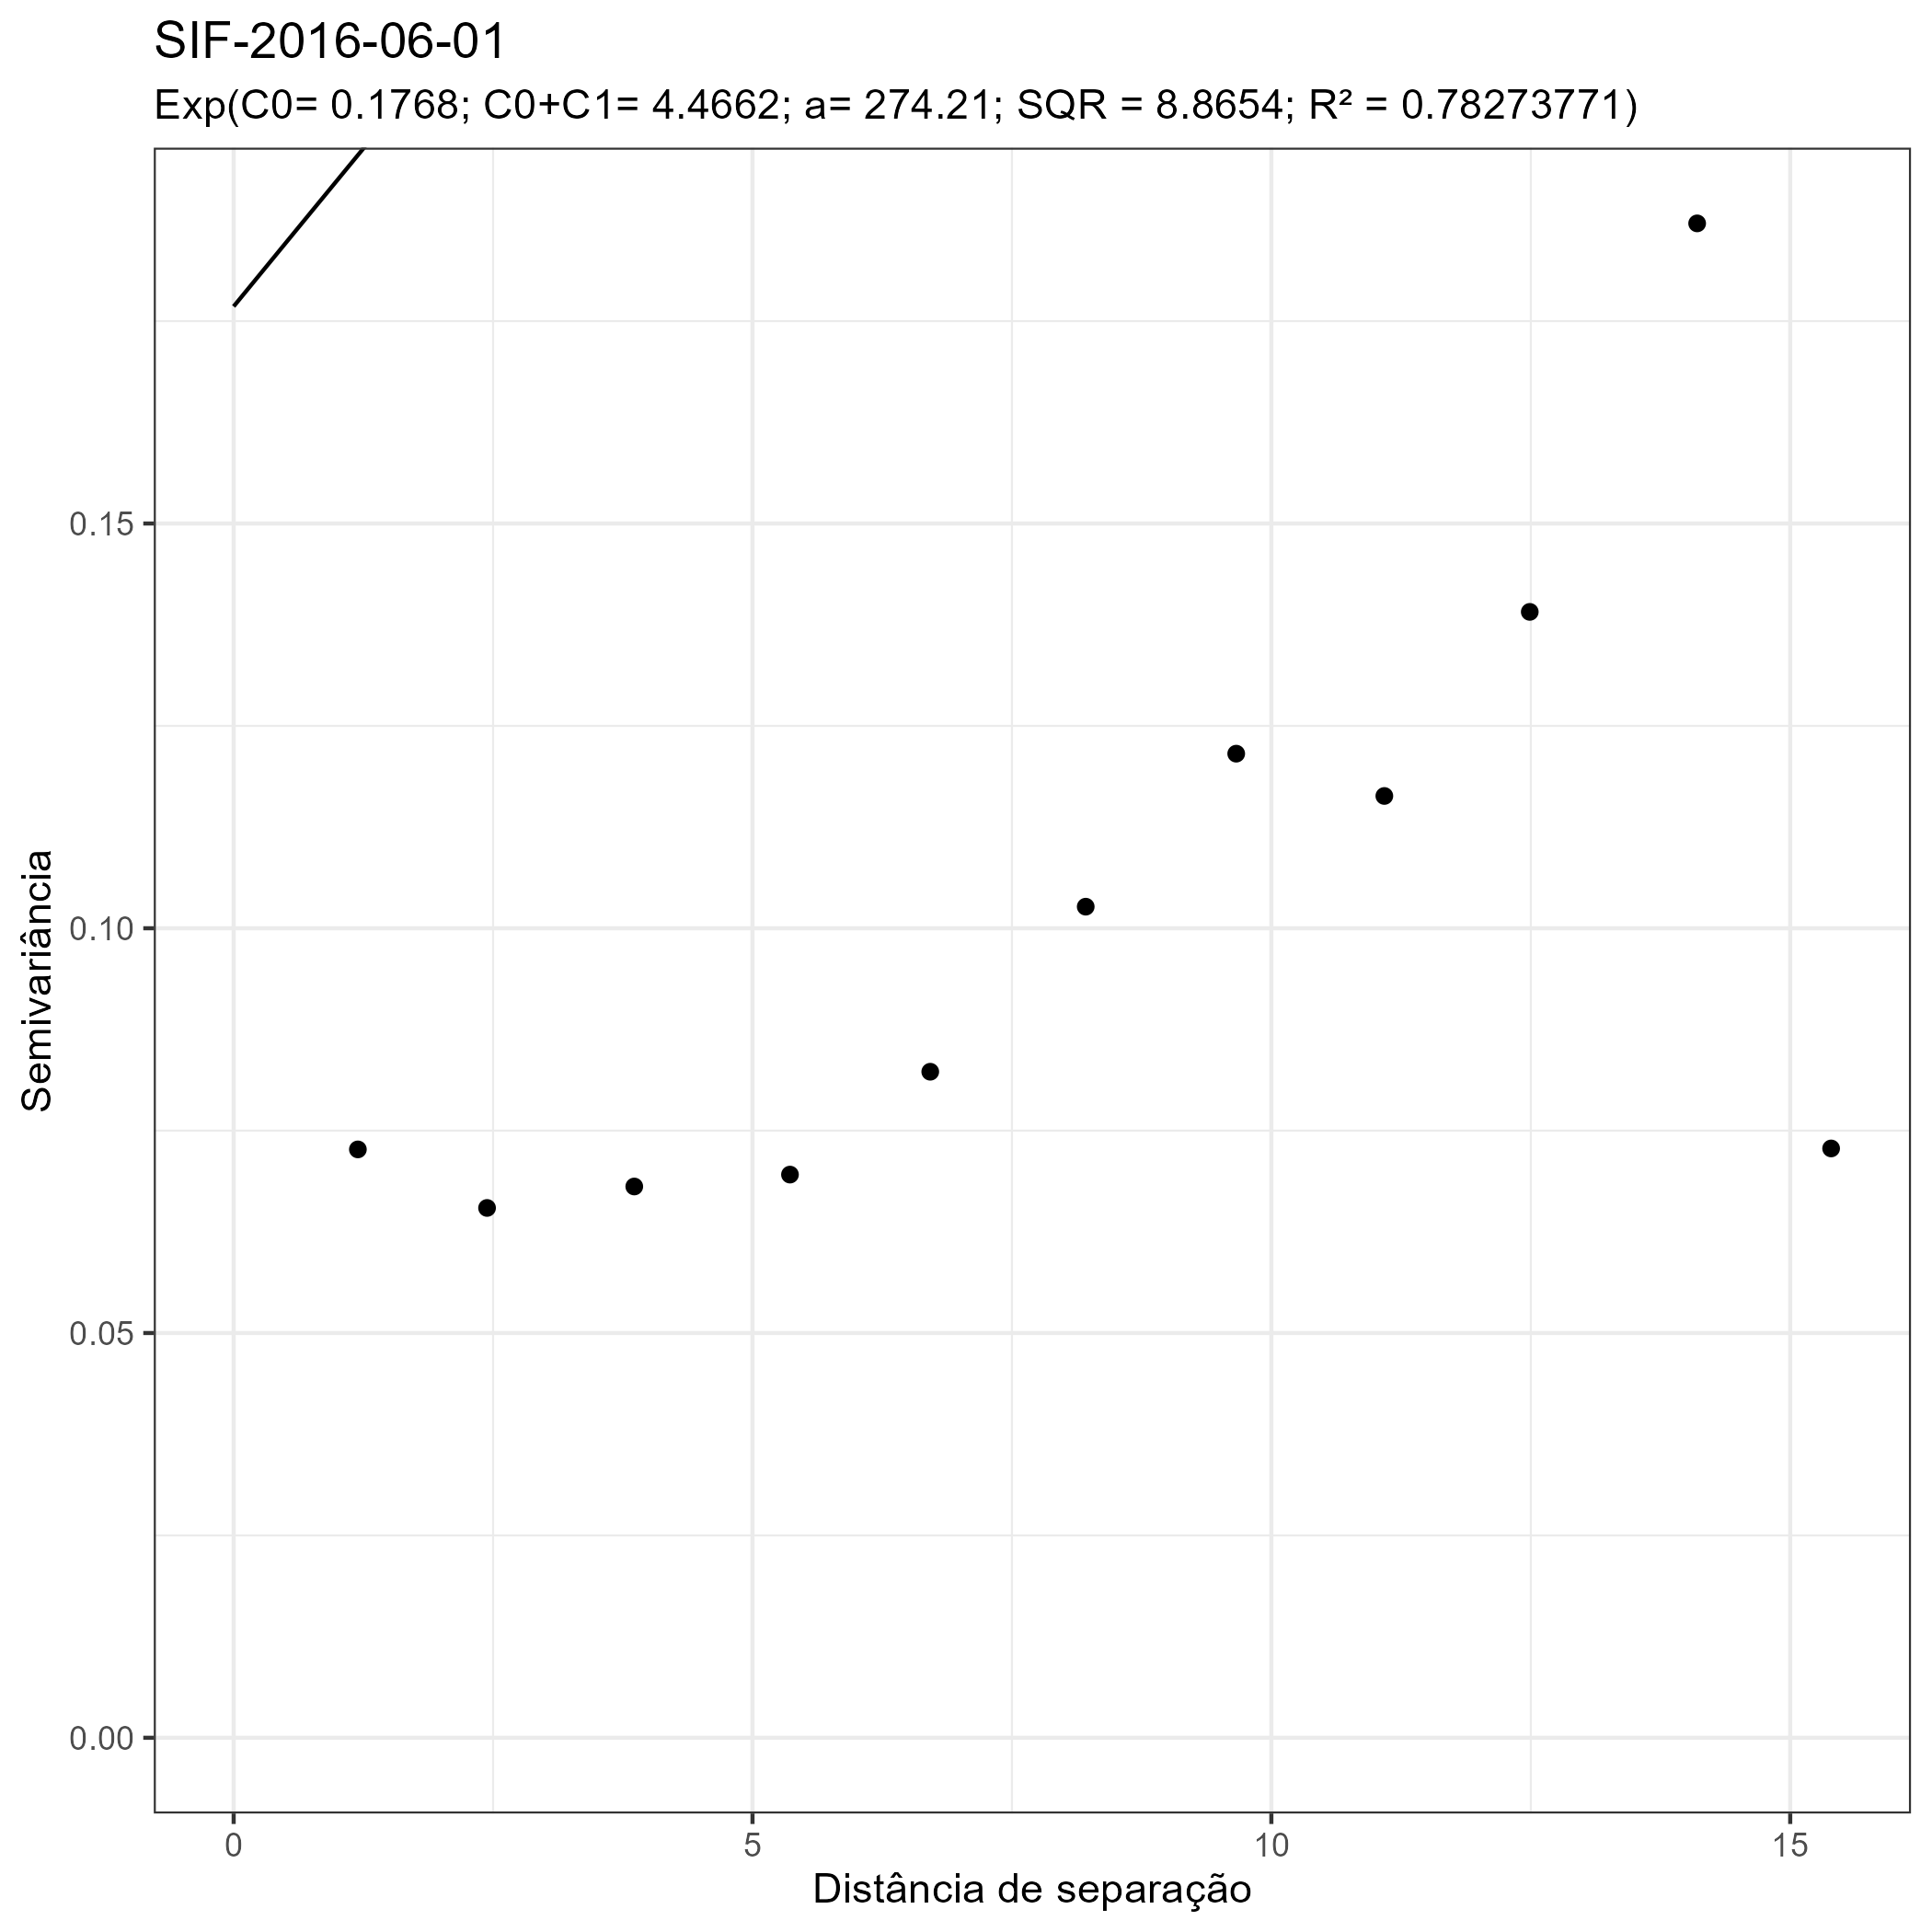 SIF-2016-06-01
Exp(C0= 0.1768; C0+C1= 4.4662; a= 274.21; SQR = 8.8654; R² = 0.78273771)
Semivariância
0.15
0.10
0.05
0.00
0 5 10 15
Distância de separação